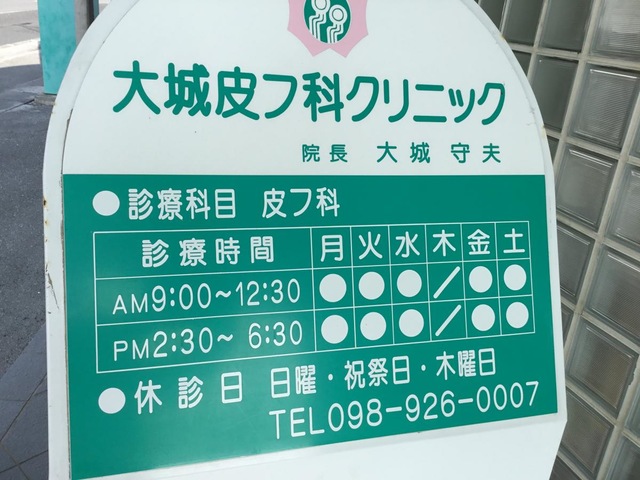 大城皮フ科クリニック
院長 大城 守夫
●診療科目 皮フ科
診療時間 月 火 水 木 金 土
AM9:00~12:30 ● ● ● / ● ●
PM2:30~ 6:30 ● ● ● / ● ●
●休診日 日曜・祝祭日・木曜日
TEL098-926-0007